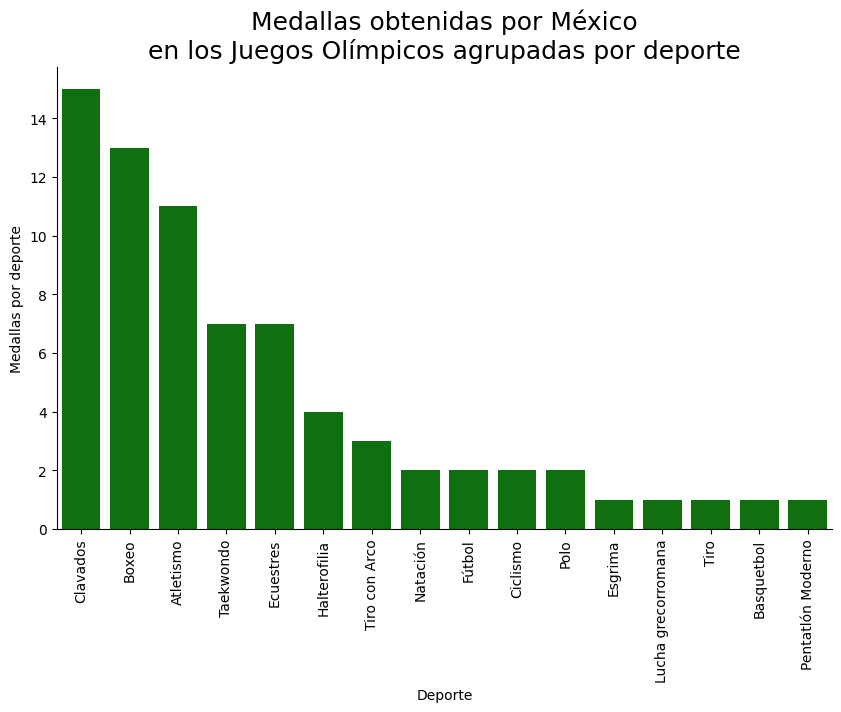 Medallas obtenidas por México
en los Juegos Olímpicos agrupadas por deporte
Medallas por deporte
14
12
10
8
6
4
2
0
Clavados
Boxeo
Atletismo
Taekwondo
Ecuestres
Halterofilia
Tiro con Arco
Natación
Fútbol
Ciclismo
Polo
Esgrima
Lucha grecorromana
Tiro
Basquetbol
Pentatlón Moderno
Deporte